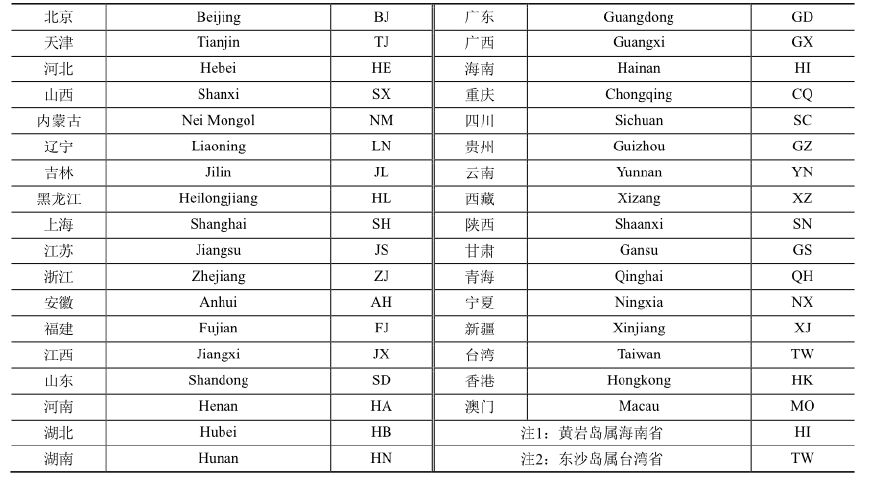 北京 Beijing BJ 广东 Guangdong GD
天津 Tianjin TJ 广西 Guangxi GX
河北 Hebei HE 海南 Hainan HI
山西 Shanxi SX 重庆 Chongqing CQ
内蒙古 Nei Mongol NM 四川 Sichuan SC
辽宁 Liaoning LN 贵州 Guizhou GZ
吉林 Jilin JL 云南 Yunnan YN
黑龙江 Heilongjiang HL 西藏 Xizang XZ
上海 Shanghai SH 陕西 Shaanxi SN
江苏 Jiangsu JS 甘肃 Gansu GS
浙江 Zhejiang ZJ 青海 Qinghai QH
安徽 Anhui AH 宁夏 Ningxia NX
福建 Fujian FJ 新疆 Xinjiang XJ
江西 Jiangxi JX 台湾 Taiwan TW
山东 Shandong SD 香港 Hongkong HK
河南 Henan HA 澳门 Macau MO
湖北 Hubei HB 注1：黄岩岛属海南省 HI
湖南 Hunan HN 注2：东沙岛属台湾省 TW